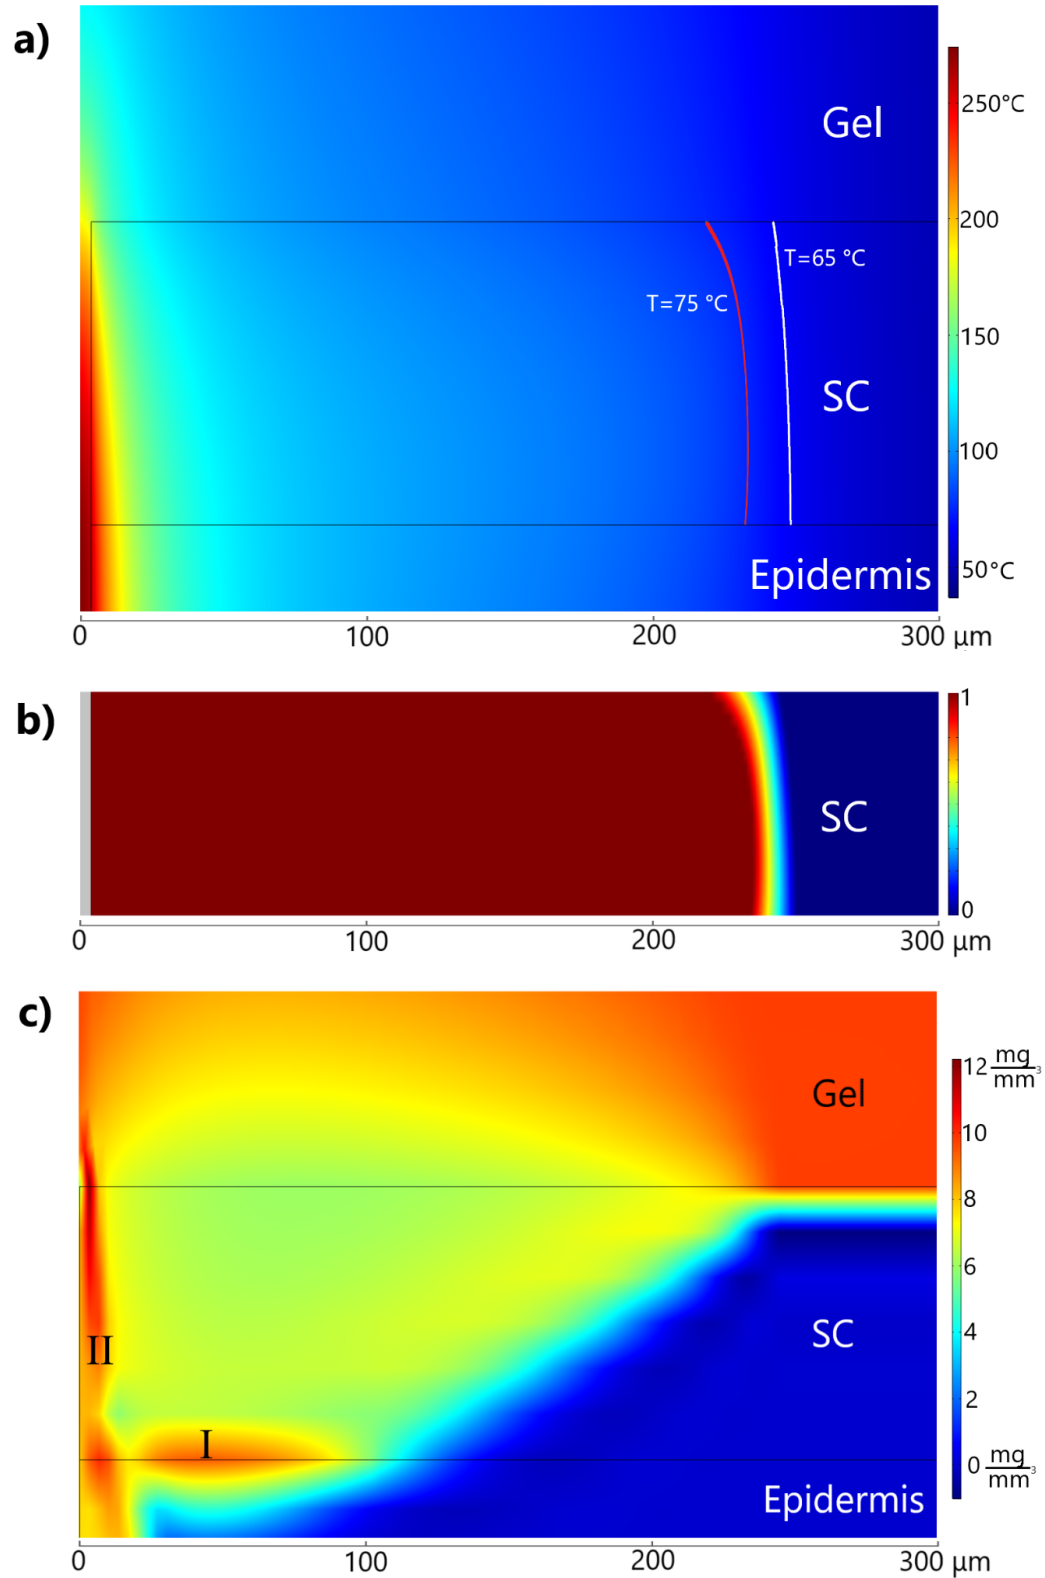 a)
Gel
250°C
200
T=65 °C
T=75 °C
150
SC
100
Epidermis
50°C
0 100 200 300 µm
b)
1
SC
0
0 100 200 300 µm
c)
12 mg/mm³
Gel
10
8
6
II
SC
4
2
I
0 mg/mm³
Epidermis
0 100 200 300 µm